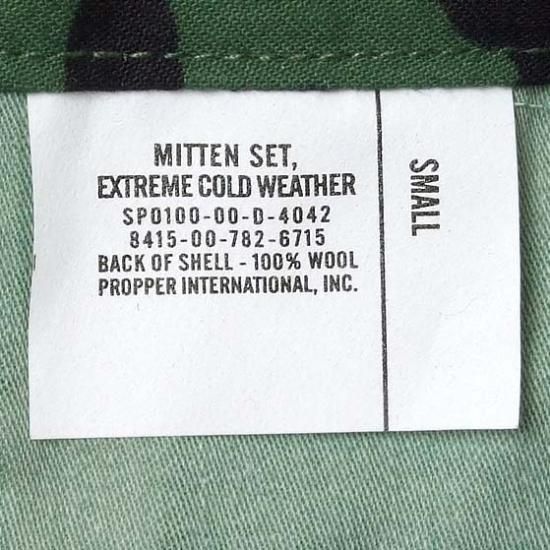 MITTEN SET,
EXTREME COLD WEATHER
SP0100-00-D-4042
8415-00-782-6715
BACK OF SHELL - 100% WOOL
PROPPER INTERNATIONAL, INC.
SMALL